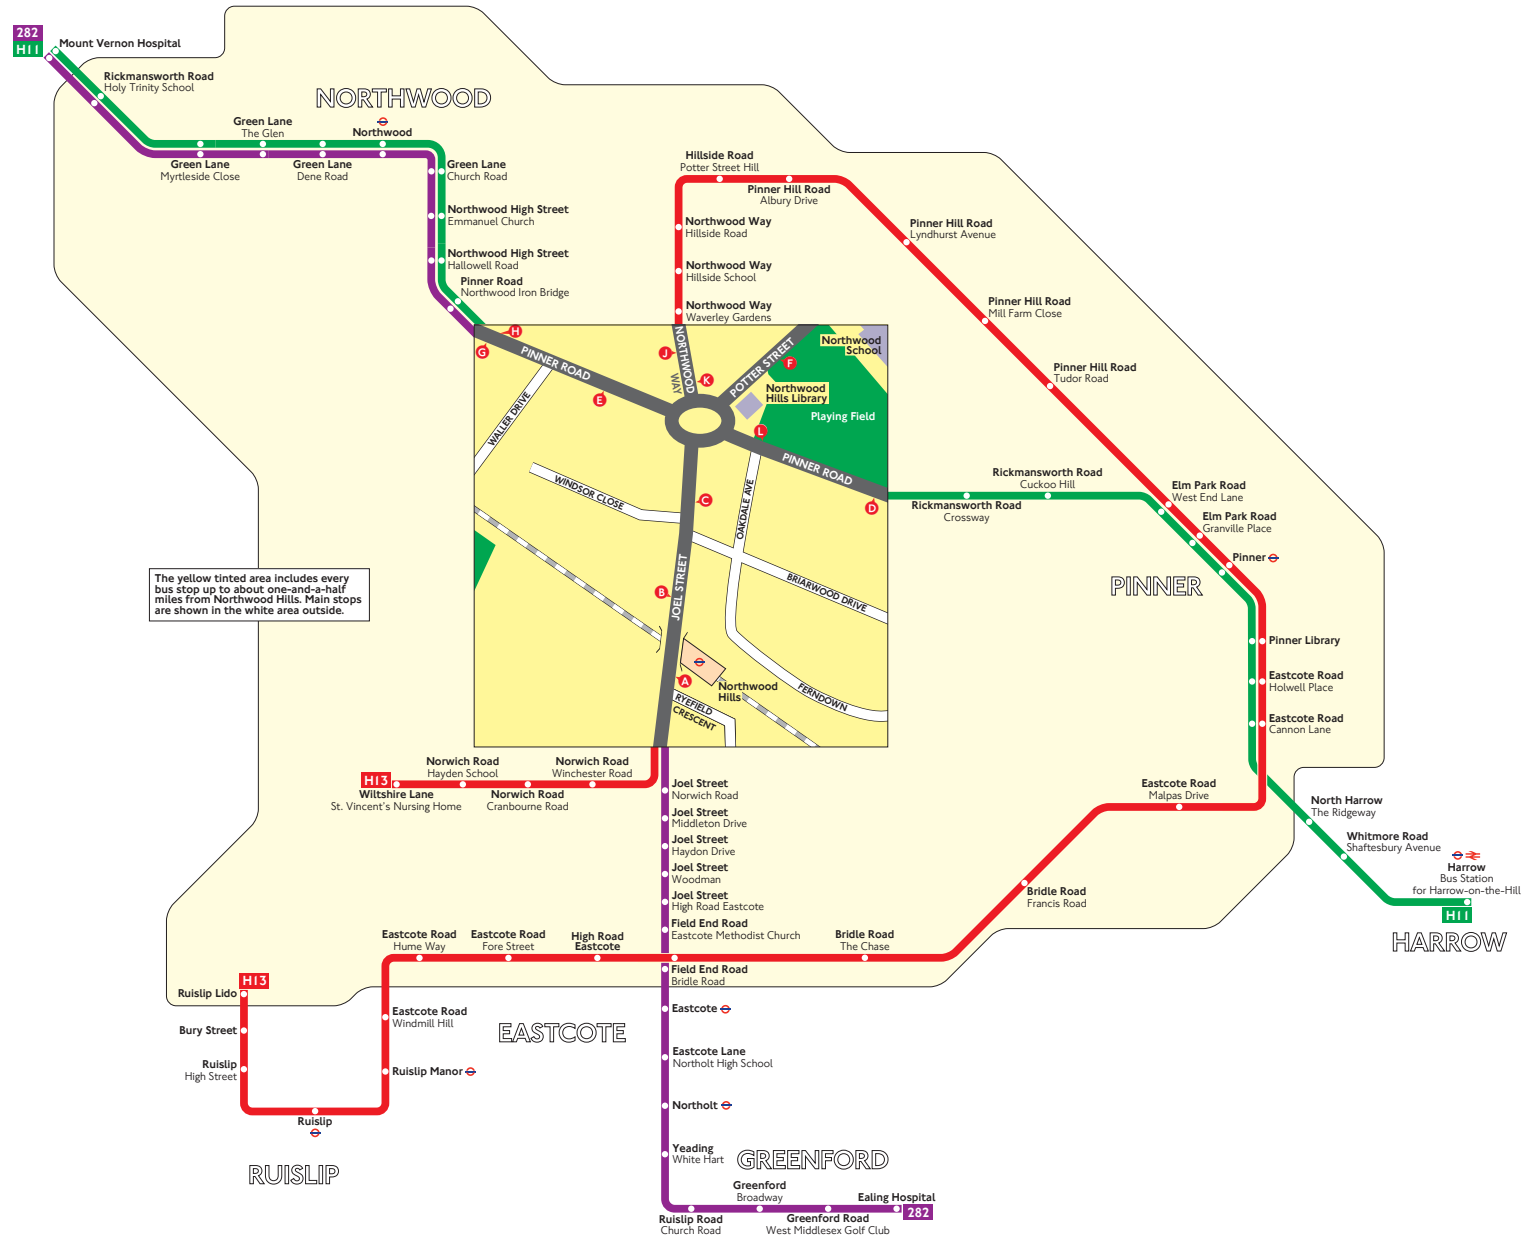 282
H11
Mount Vernon Hospital
Rickmansworth Road
Holy Trinity School
NORTHWOOD
Green Lane
The Glen
Northwood
Green Lane
Myrtleside Close
Green Lane
Dene Road
Green Lane
Church Road
Northwood High Street
Emmanuel Church
Northwood High Street
Hallowell Road
Pinner Road
Northwood Iron Bridge
Hillside Road
Potter Street Hill
Pinner Hill Road
Albury Drive
Northwood Way
Hillside Road
Northwood Way
Hillside School
Northwood Way
Waverley Gardens
Pinner Hill Road
Lyndhurst Avenue
Pinner Hill Road
Mill Farm Close
Pinner Hill Road
Tudor Road
H
G
PINNER ROAD
E
J
NORTHWOOD
WAY
K
POTTER STREET
F
Northwood
School
Northwood
Hills Library
Playing Field
L
PINNER ROAD
D
WALLER DRIVE
WINDSOR CLOSE
C
OAKDALE AVE
BRIARWOOD DRIVE
B
JOEL STREET
A
Northwood
Hills
FERNDOWN
RYEFIELD
CRESCENT
Rickmansworth Road
Cuckoo Hill
Rickmansworth Road
Crossway
Elm Park Road
West End Lane
Elm Park Road
Granville Place
Pinner
PINNER
Pinner Library
Eastcote Road
Holwell Place
Eastcote Road
Cannon Lane
Eastcote Road
Malpas Drive
North Harrow
The Ridgeway
Whitmore Road
Shaftesbury Avenue
Harrow
Bus Station
for Harrow-on-the-Hill
H11
HARROW
The yellow tinted area includes every
bus stop up to about one-and-a-half
miles from Northwood Hills. Main stops
are shown in the white area outside.
H13
Wiltshire Lane
St. Vincent's Nursing Home
Norwich Road
Hayden School
Norwich Road
Cranbourne Road
Norwich Road
Winchester Road
Joel Street
Norwich Road
Joel Street
Middleton Drive
Joel Street
Haydon Drive
Joel Street
Woodman
Joel Street
High Road Eastcote
Field End Road
Eastcote Methodist Church
Field End Road
Bridle Road
Bridle Road
The Chase
Bridle Road
Francis Road
Eastcote Road
Hume Way
Eastcote Road
Fore Street
High Road
Eastcote
H13
Ruislip Lido
Bury Street
Ruislip
High Street
Ruislip
RUISLIP
Eastcote Road
Windmill Hill
Ruislip Manor
EASTCOTE
Eastcote
Eastcote Lane
Northolt High School
Northolt
Yeading
White Hart
GREENFORD
Ruislip Road
Church Road
Greenford
Broadway
Greenford Road
West Middlesex Golf Club
Ealing Hospital
282